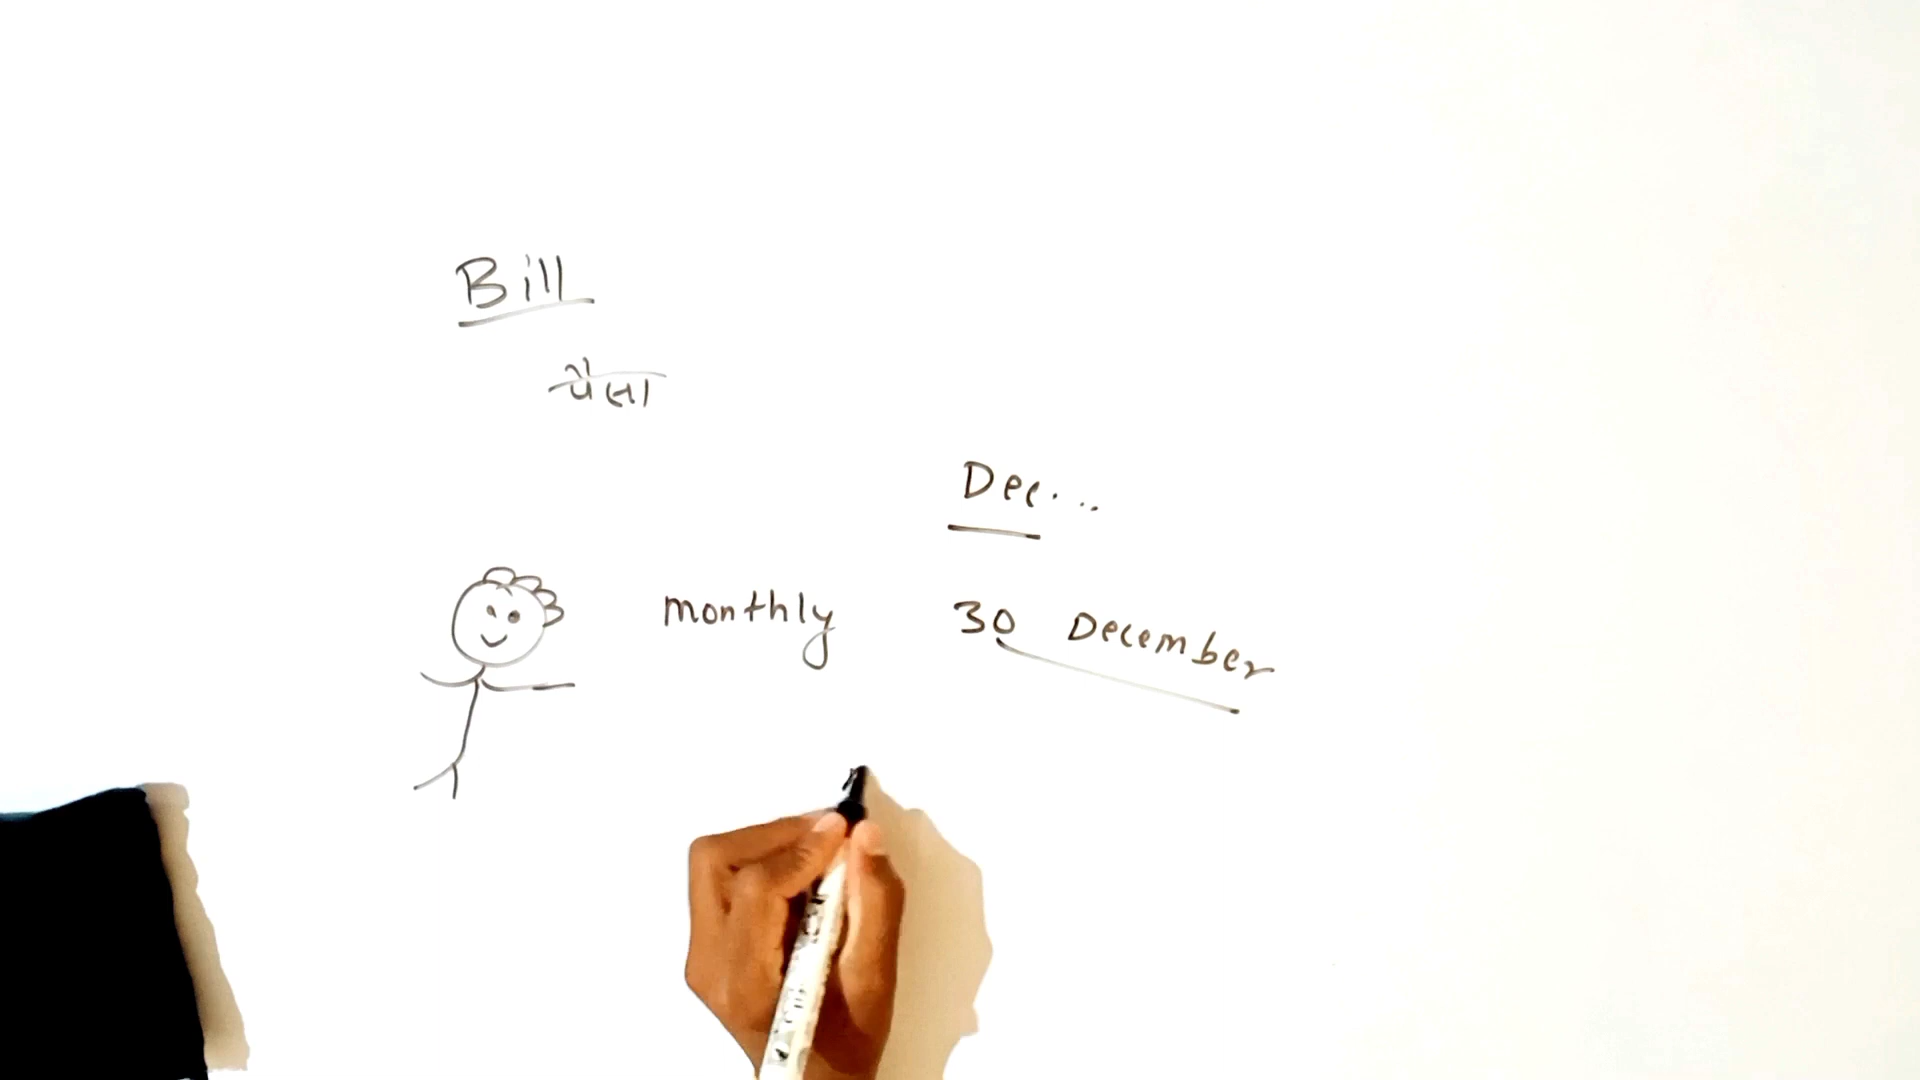 Bill
पैसा
Dec...
monthly 30 December